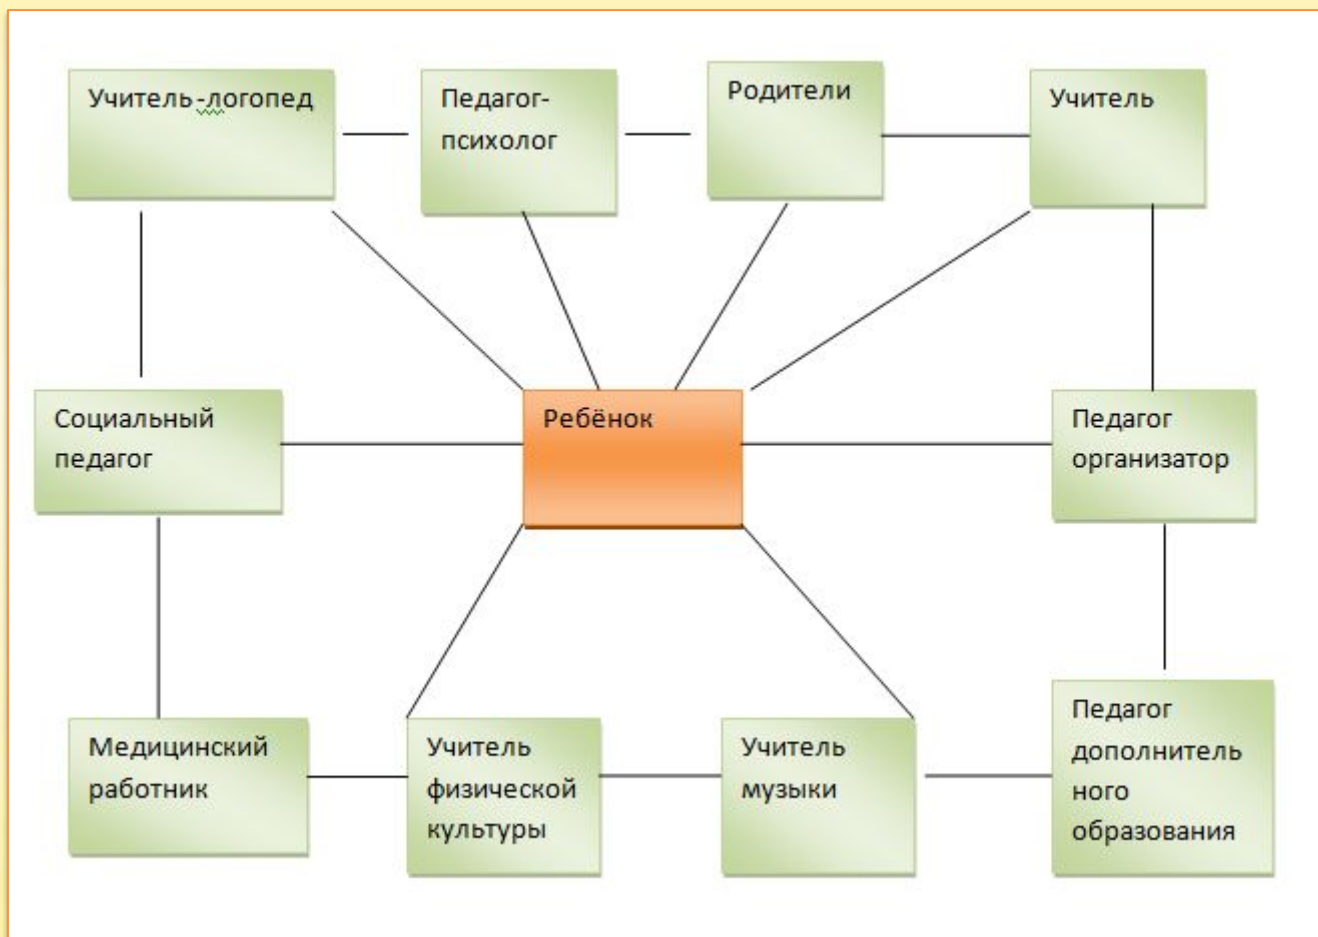 Учитель-логопед
Педагог-
психолог
Родители
Учитель
Социальный
педагог
Ребёнок
Педагог
организатор
Медицинский
работник
Учитель
физической
культуры
Учитель
музыки
Педагог
дополнитель
ного
образования